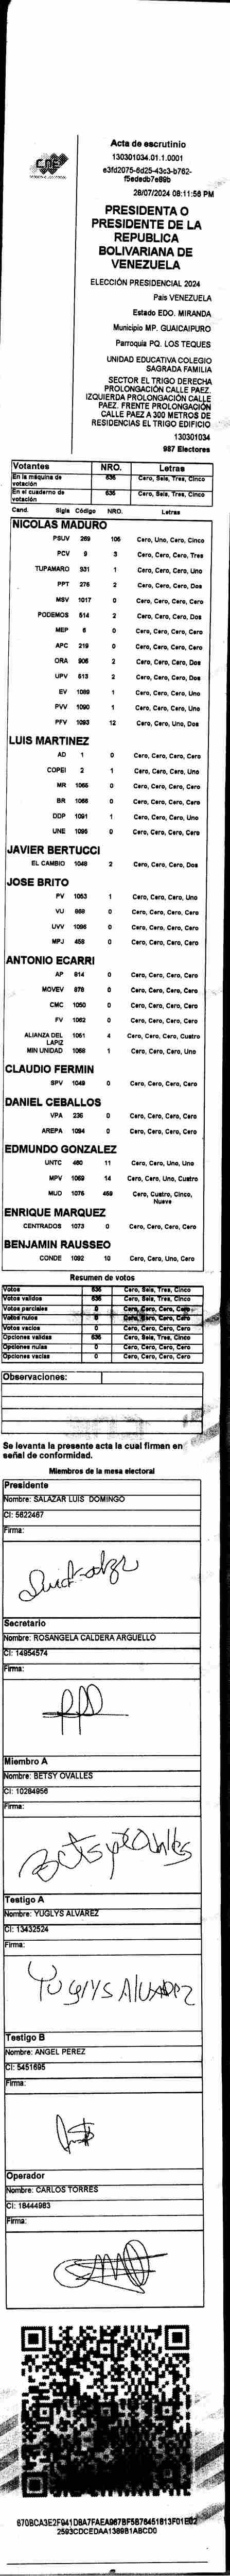 CNE
Acta de escrutinio
130301034.01.1.0001
e3fd2075-6d25-43c3-b762-
f5ededb7e89b
28/07/2024 08:11:56 PM
PRESIDENTA O
PRESIDENTE DE LA
REPUBLICA
BOLIVARIANA DE
VENEZUELA
ELECCIÓN PRESIDENCIAL 2024
País VENEZUELA
Estado EDO. MIRANDA
Municipio MP. GUAICAIPURO
Parroquia PQ. LOS TEQUES
UNIDAD EDUCATIVA COLEGIO
SAGRADA FAMILIA
SECTOR EL TRIGO DERECHA
PROLONGACIÓN CALLE PAEZ.
IZQUIERDA PROLONGACIÓN CALLE
PAEZ. FRENTE PROLONGACIÓN
CALLE PAEZ A 300 METROS DE
RESIDENCIAS EL TRIGO EDIFICIO
130301034
987 Electores
Votantes NRO. Letras
En la máquina de votación 635 Cero, Seis, Tres, Cinco
En el cuaderno de votación 635 Cero, Seis, Tres, Cinco
Cand. Sigla Código NRO. Letras
NICOLAS MADURO
PSUV 269 105 Cero, Uno, Cero, Cinco
PCV 9 3 Cero, Cero, Cero, Tres
TUPAMARO 931 1 Cero, Cero, Cero, Uno
PPT 276 2 Cero, Cero, Cero, Dos
MSV 1017 0 Cero, Cero, Cero, Cero
PODEMOS 514 2 Cero, Cero, Cero, Dos
MEP 6 0 Cero, Cero, Cero, Cero
APC 219 0 Cero, Cero, Cero, Cero
ORA 906 2 Cero, Cero, Cero, Dos
UPV 513 2 Cero, Cero, Cero, Dos
EV 1089 1 Cero, Cero, Cero, Uno
PVV 1090 1 Cero, Cero, Cero, Uno
PFV 1093 12 Cero, Cero, Uno, Dos
LUIS MARTINEZ
AD 1 0 Cero, Cero, Cero, Cero
COPEI 2 1 Cero, Cero, Cero, Uno
MR 1065 0 Cero, Cero, Cero, Cero
BR 1066 0 Cero, Cero, Cero, Cero
DDP 1091 1 Cero, Cero, Cero, Uno
UNE 1095 0 Cero, Cero, Cero, Cero
JAVIER BERTUCCI
EL CAMBIO 1048 2 Cero, Cero, Cero, Dos
JOSE BRITO
PV 1053 1 Cero, Cero, Cero, Uno
VU 868 0 Cero, Cero, Cero, Cero
UVV 1096 0 Cero, Cero, Cero, Cero
MPJ 458 0 Cero, Cero, Cero, Cero
ANTONIO ECARRI
AP 614 0 Cero, Cero, Cero, Cero
MOVEV 878 0 Cero, Cero, Cero, Cero
CMC 1050 0 Cero, Cero, Cero, Cero
FV 1062 0 Cero, Cero, Cero, Cero
ALIANZA DEL LAPIZ 1061 4 Cero, Cero, Cero, Cuatro
MIN UNIDAD 1068 1 Cero, Cero, Cero, Uno
CLAUDIO FERMIN
SPV 1049 0 Cero, Cero, Cero, Cero
DANIEL CEBALLOS
VPA 236 0 Cero, Cero, Cero, Cero
AREPA 1094 0 Cero, Cero, Cero, Cero
EDMUNDO GONZALEZ
UNTC 480 11 Cero, Cero, Uno, Uno
MPV 1069 14 Cero, Cero, Uno, Cuatro
MUD 1075 459 Cero, Cuatro, Cinco, Nueve
ENRIQUE MARQUEZ
CENTRADOS 1073 0 Cero, Cero, Cero, Cero
BENJAMIN RAUSSEO
CONDE 1092 10 Cero, Cero, Uno, Cero
Resumen de votos
Votos 635 Cero, Seis, Tres, Cinco
Votos validos 635 Cero, Seis, Tres, Cinco
Votos parciales 0 Cero, Cero, Cero, Cero
Votos nulos 0 Cero, Cero, Cero, Cero
Votos vacios 0 Cero, Cero, Cero, Cero
Opciones validas 635 Cero, Seis, Tres, Cinco
Opciones nulas 0 Cero, Cero, Cero, Cero
Opciones vacias 0 Cero, Cero, Cero, Cero
Observaciones:
Se levanta la presente acta la cual firman en
señal de conformidad.
Miembros de la mesa electoral
Presidente
Nombre: SALAZAR LUIS DOMINGO
CI: 5622467
Firma:
Secretario
Nombre: ROSANGELA CALDERA ARGUELLO
CI: 14954574
Firma:
Miembro A
Nombre: BETSY OVALLES
CI: 10284956
Firma:
Betsy Ovalles
Testigo A
Nombre: YUGLYS ALVAREZ
CI: 13432524
Firma:
Yuglys Alvarez
Testigo B
Nombre: ANGEL PEREZ
CI: 5451695
Firma:
Operador
Nombre: CARLOS TORRES
CI: 16444983
Firma:
2593CDCEDAA1389B1ABCD0